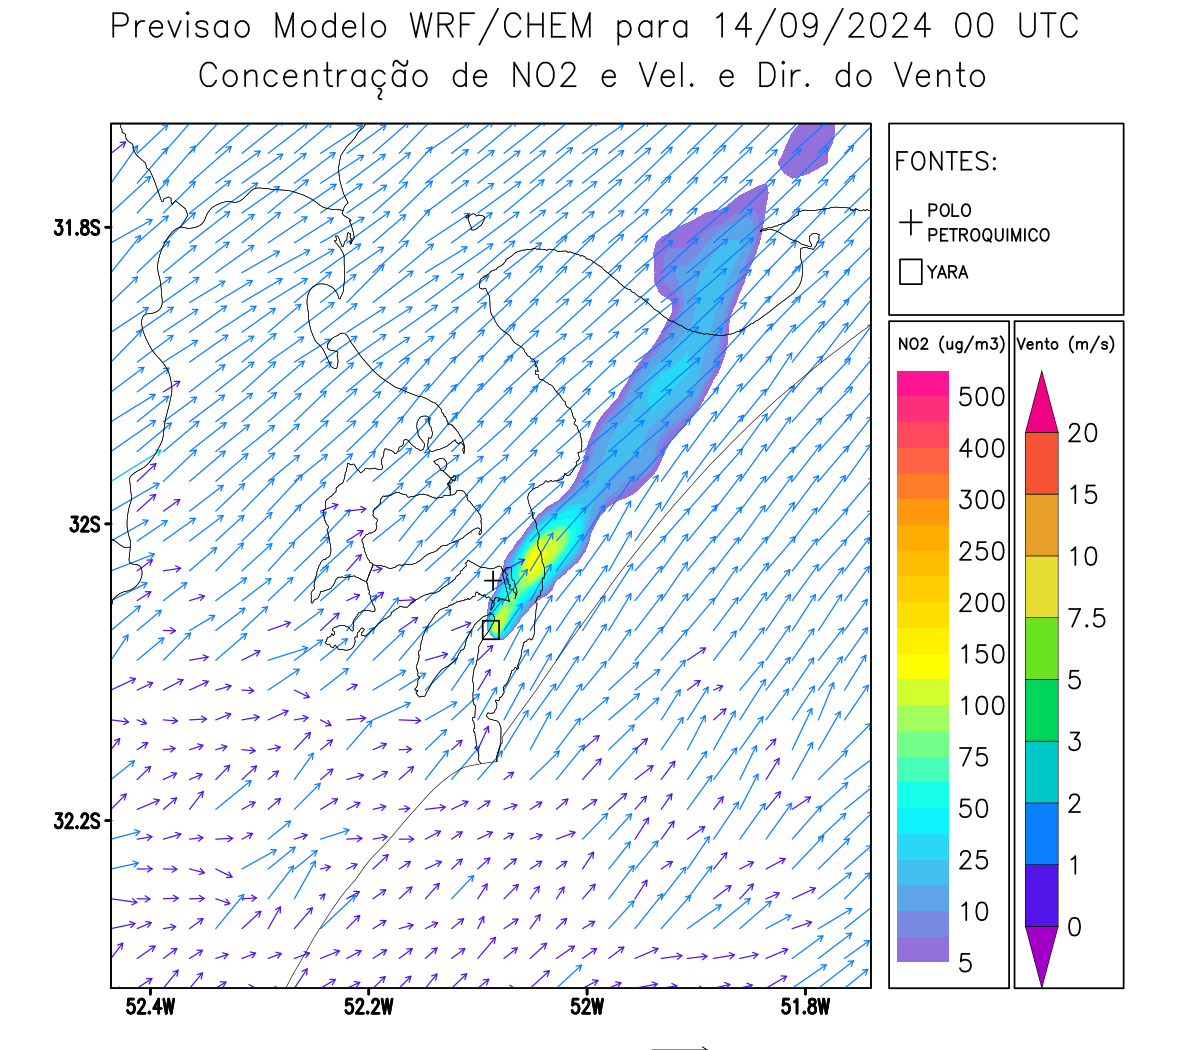 Previsao Modelo WRF/CHEM para 14/09/2024 00 UTC
Concentração de NO2 e Vel. e Dir. do Vento
FONTES:
POLO
PETROQUIMICO
YARA
NO2 (ug/m3)
Vento (m/s)
500
400
300
250
200
150
100
75
50
25
10
5
20
15
10
7.5
5
3
2
1
0
31.8S
32S
32.2S
52.4W
52.2W
52W
51.8W